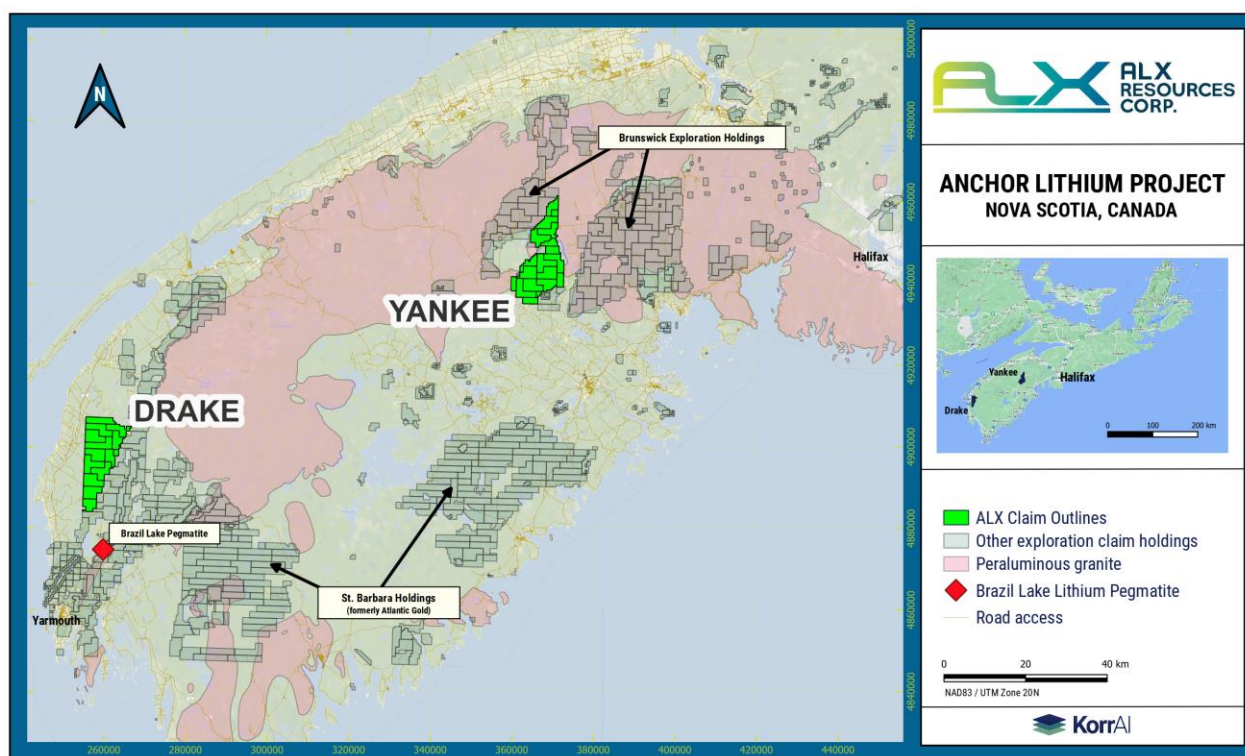 N
Brunswick Exploration Holdings
Halifax
YANKEE
DRAKE
Brazil Lake Pegmatite
St. Barbara Holdings
(formerly Atlantic Gold)
Yarmouth
5000000
4980000
4960000
4940000
4920000
4900000
4880000
4860000
4840000
260000
280000
300000
320000
340000
360000
380000
400000
420000
440000
ALX
ALX
RESOURCES
CORP.
ANCHOR LITHIUM PROJECT
NOVA SCOTIA, CANADA
Yankee
Halifax
Drake
0 100 200 km
ALX Claim Outlines
Other exploration claim holdings
Peraluminous granite
Brazil Lake Lithium Pegmatite
Road access
0 20 40 km
NAD83 / UTM Zone 20N
KorrAI